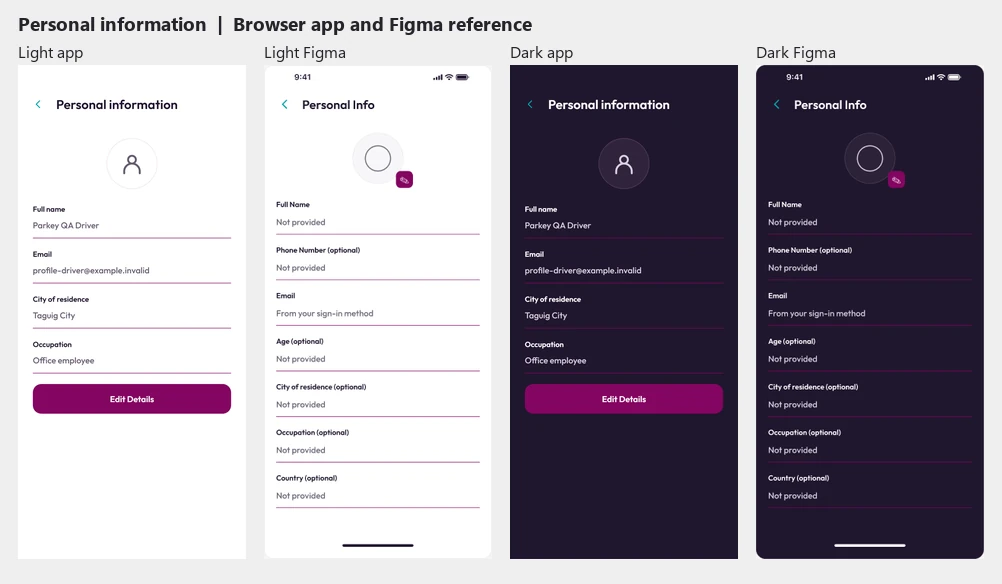 Personal information | Browser app and Figma reference
Light app
Personal information
Full name
Parkey QA Driver
Email
profile-driver@example.invalid
City of residence
Taguig City
Occupation
Office employee
Edit Details
Light Figma
9:41
Personal Info
Full Name
Not provided
Phone Number (optional)
Not provided
Email
From your sign-in method
Age (optional)
Not provided
City of residence (optional)
Not provided
Occupation (optional)
Not provided
Country (optional)
Not provided
Dark app
Personal information
Full name
Parkey QA Driver
Email
profile-driver@example.invalid
City of residence
Taguig City
Occupation
Office employee
Edit Details
Dark Figma
9:41
Personal Info
Full Name
Not provided
Phone Number (optional)
Not provided
Email
From your sign-in method
Age (optional)
Not provided
City of residence (optional)
Not provided
Occupation (optional)
Not provided
Country (optional)
Not provided